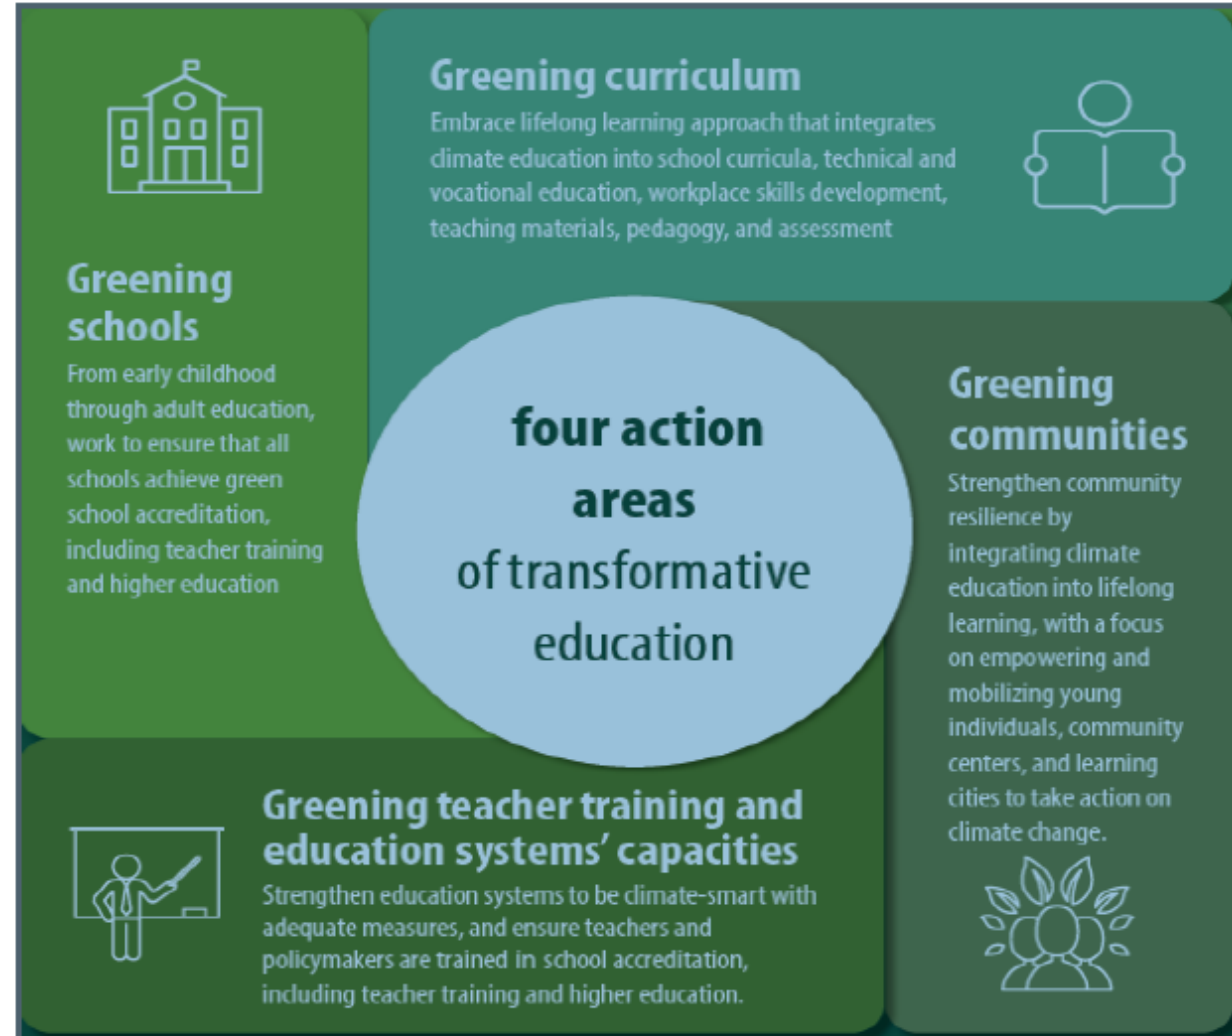 Greening curriculum
Embrace lifelong learning approach that integrates
climate education into school curricula, technical and
vocational education, workplace skills development,
teaching materials, pedagogy, and assessment
Greening
schools
From early childhood
through adult education,
work to ensure that all
schools achieve green
school accreditation,
including teacher training
and higher education
four action
areas
of transformative
education
Greening
communities
Strengthen community
resilience by
integrating climate
education into lifelong
learning, with a focus
on empowering and
mobilizing young
individuals, community
centers, and learning
cities to take action on
climate change.
Greening teacher training and
education systems’ capacities
Strengthen education systems to be climate-smart with
adequate measures, and ensure teachers and
policymakers are trained in school accreditation,
including teacher training and higher education.